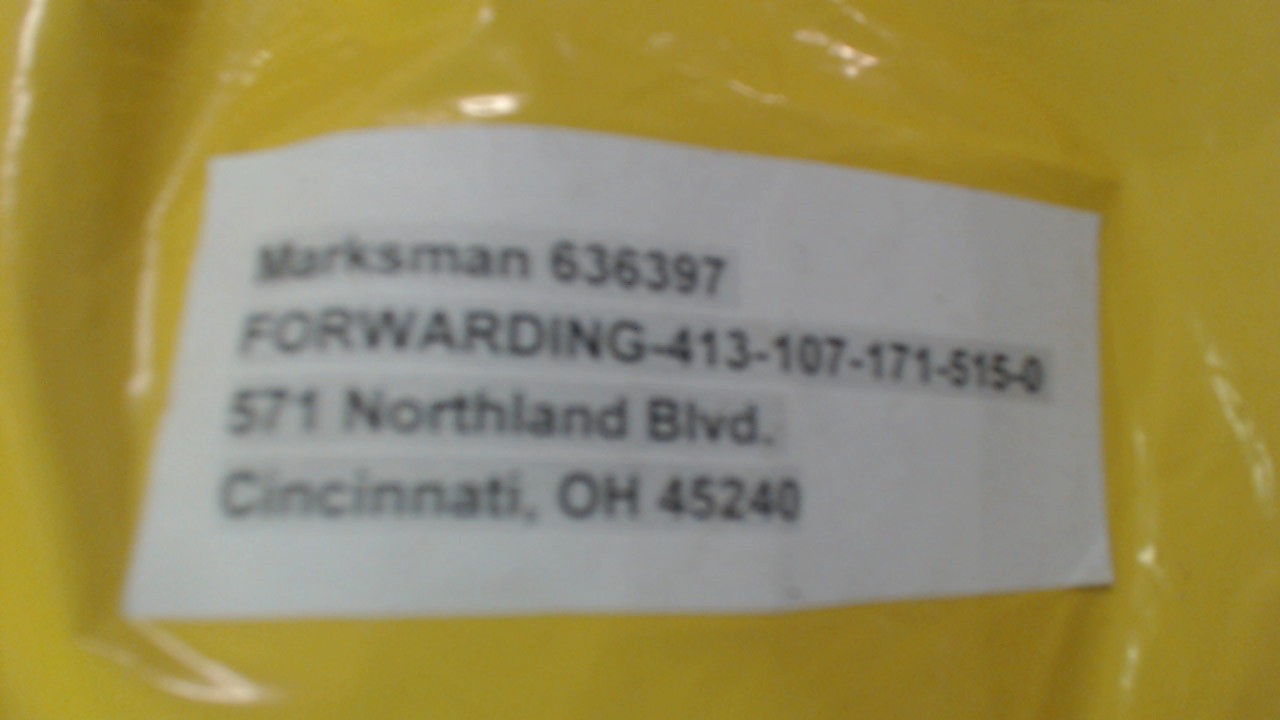 Marksman 636397
FORWARDING-413-107-171-515-0
571 Northland Blvd.
Cincinnati, OH 45240